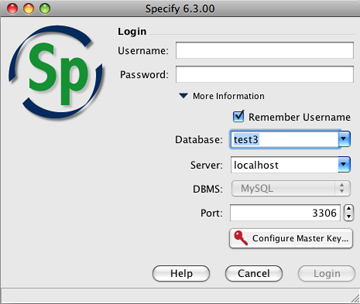 Specify 6.3.00
Sp
Login
Username:
Password:
More Information
Remember Username
Database: test3
Server: localhost
DBMS: MySQL
Port: 3306
Configure Master Key...
Help Cancel Login